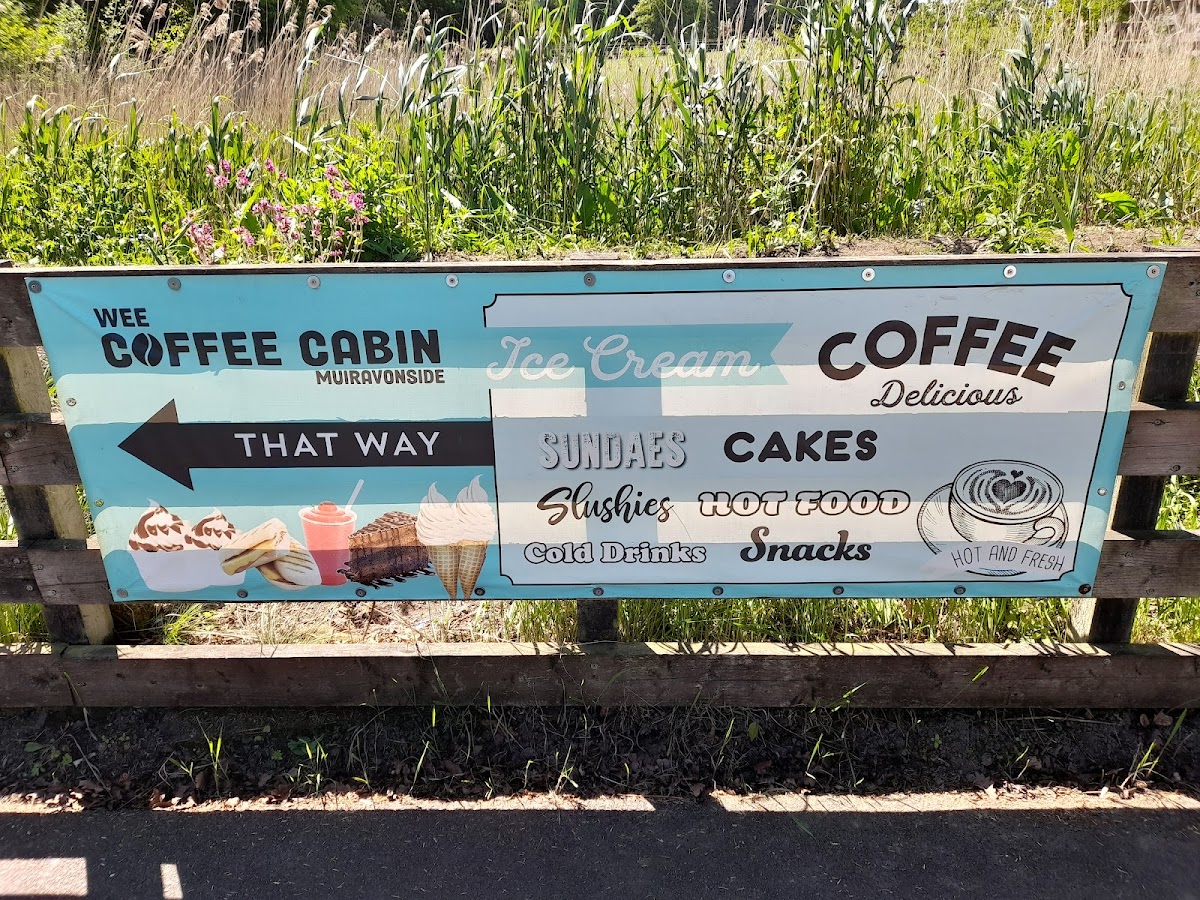 WEE
COFFEE CABIN
MUIRAVONSIDE
THAT WAY
Ice Cream
COFFEE
Delicious
SUNDAES
CAKES
Slushies
HOT FOOD
Cold Drinks
Snacks
HOT AND FRESH